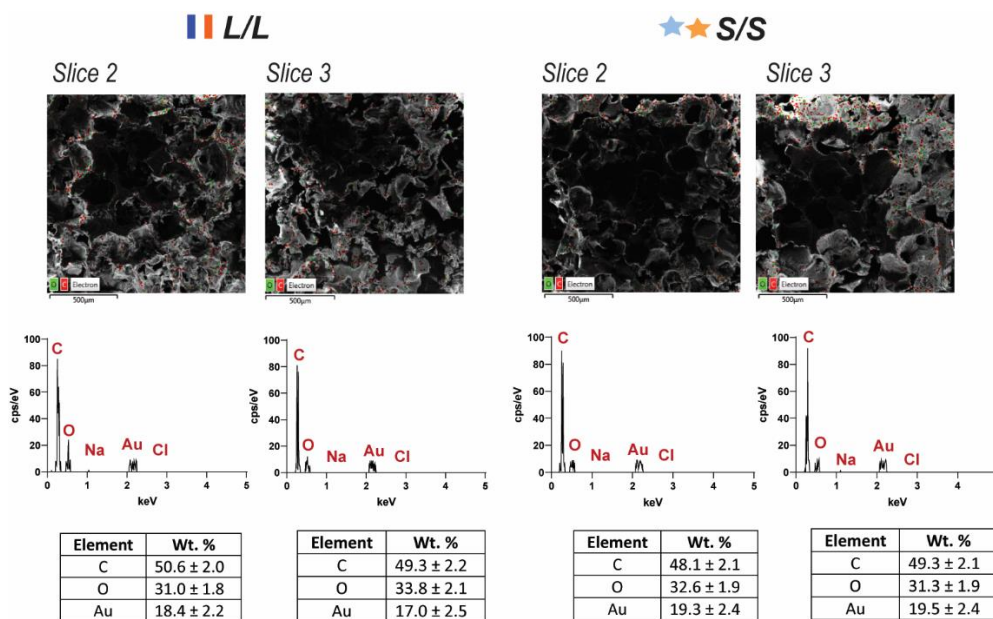 L/L
S/S
Slice 2
Slice 3
Slice 2
Slice 3
O C Electron
500µm
O C Electron
500µm
O C Electron
500µm
O C Electron
500µm
100
80
60
40
20
0
cps/eV
C
O
Na
Au
Cl
0 1 2 3 4 5
keV
100
80
60
40
20
0
cps/eV
C
O
Na
Au
Cl
0 1 2 3 4 5
keV
100
80
60
40
20
0
cps/eV
C
O
Na
Au
Cl
0 1 2 3 4 5
keV
100
80
60
40
20
0
cps/eV
C
O
Na
Au
Cl
0 1 2 3 4
keV
Element Wt. %
C 50.6 ± 2.0
O 31.0 ± 1.8
Au 18.4 ± 2.2
Element Wt. %
C 49.3 ± 2.2
O 33.8 ± 2.1
Au 17.0 ± 2.5
Element Wt. %
C 48.1 ± 2.1
O 32.6 ± 1.9
Au 19.3 ± 2.4
Element Wt. %
C 49.3 ± 2.1
O 31.3 ± 1.9
Au 19.5 ± 2.4